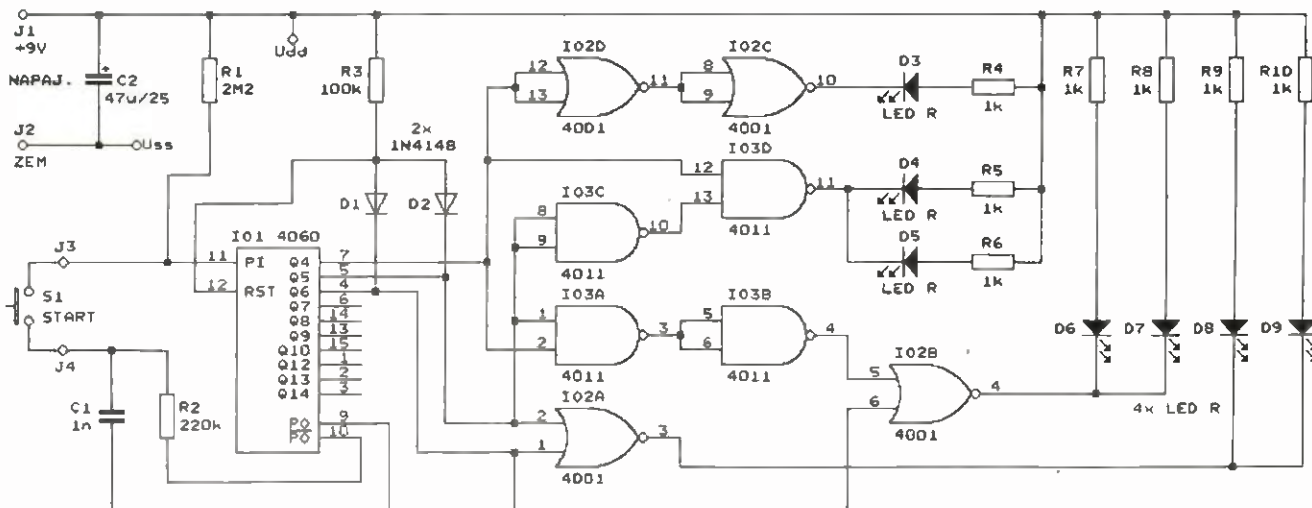 J1
+9V
NAPAJ.
C2
47u/25
J2
ZEM
Uss
Udd
R1
2M2
R3
100k
2x
1N4148
D1
D2
J3
S1
START
J4
C1
1n
R2
220k
IO1 4060
11 PI
12 RST
Q4 7
Q5 5
Q6 4
Q7 6
Q8 14
Q9 13
Q10 15
Q12 1
Q13 2
Q14 3
PO 9
PO 10
IO2D
12
13
11
4001
IO2C
8
9
10
4001
D3
LED R
R4
1k
IO3D
12
13
11
4011
D4
LED R
R5
1k
IO3C
8
9
10
4011
D5
LED R
R6
1k
IO3A
1
2
3
4011
IO3B
5
6
4
4011
IO2A
2
1
3
4001
IO2B
5
6
4
4001
R7
1k
R8
1k
R9
1k
R10
1k
D6
D7
D8
D9
4x LED R